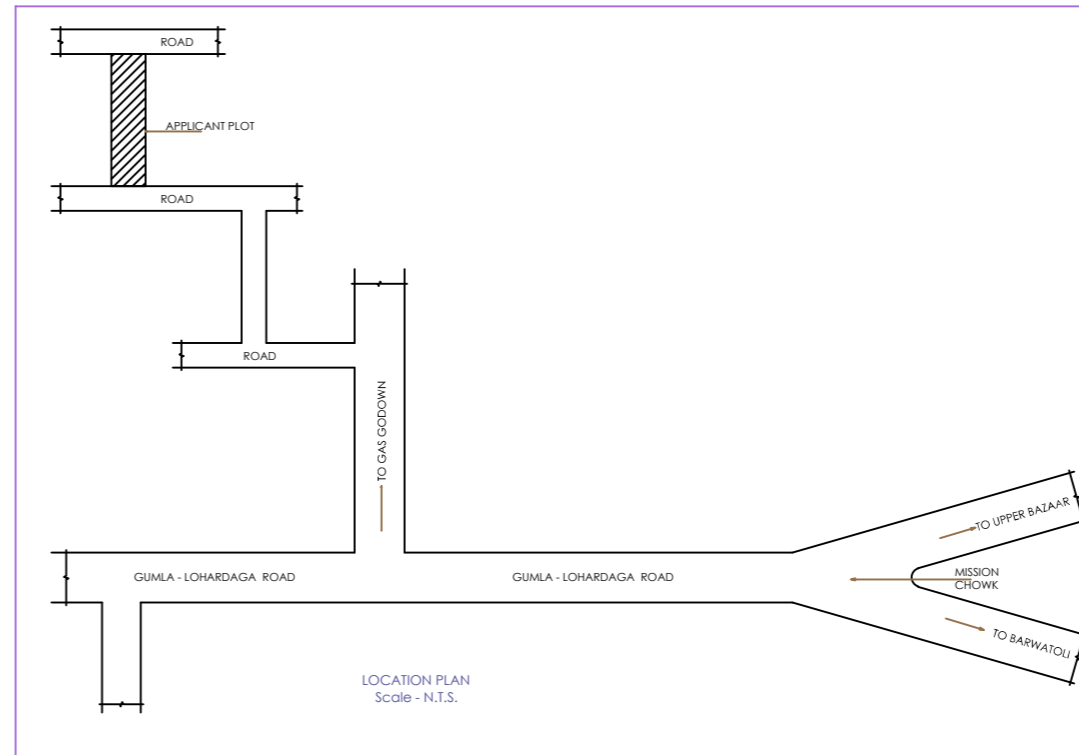 ROAD
APPLICANT PLOT
ROAD
ROAD
TO GAS GODOWN
TO UPPER BAZAAR
GUMLA - LOHARDAGA ROAD
GUMLA - LOHARDAGA ROAD
MISSION
CHOWK
TO BARWATOLI
LOCATION PLAN
Scale - N.T.S.